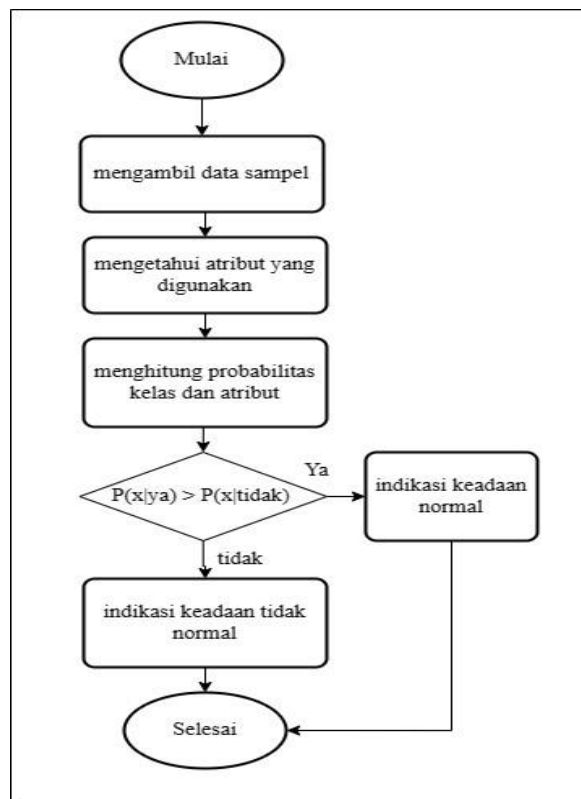 Mulai
mengambil data sampel
mengetahui atribut yang
digunakan
menghitung probabilitas
kelas dan atribut
P(x|ya) > P(x|tidak)
Ya
indikasi keadaan
normal
tidak
indikasi keadaan tidak
normal
Selesai